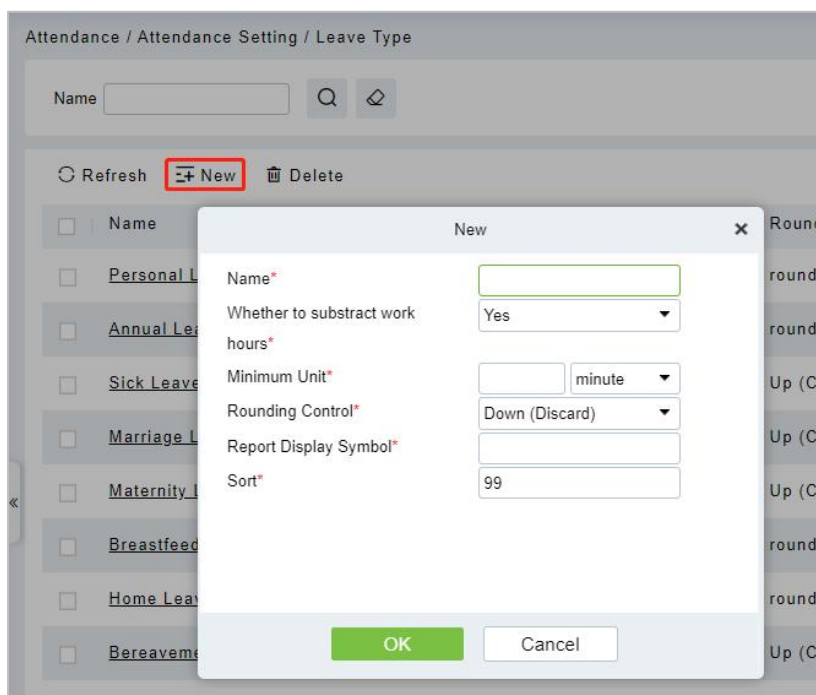 Attendance / Attendance Setting / Leave Type
Name
Refresh New Delete
Name Roun
New
Personal L round
Name*
Annual Lea round
Whether to substract work Yes
hours*
Sick Leave Up (C
Minimum Unit* minute
Rounding Control* Down (Discard)
Marriage L Up (C
Report Display Symbol*
Maternity L Up (C
Sort* 99
Breastfeed round
Home Leav round
OK Cancel
Bereaveme Up (C